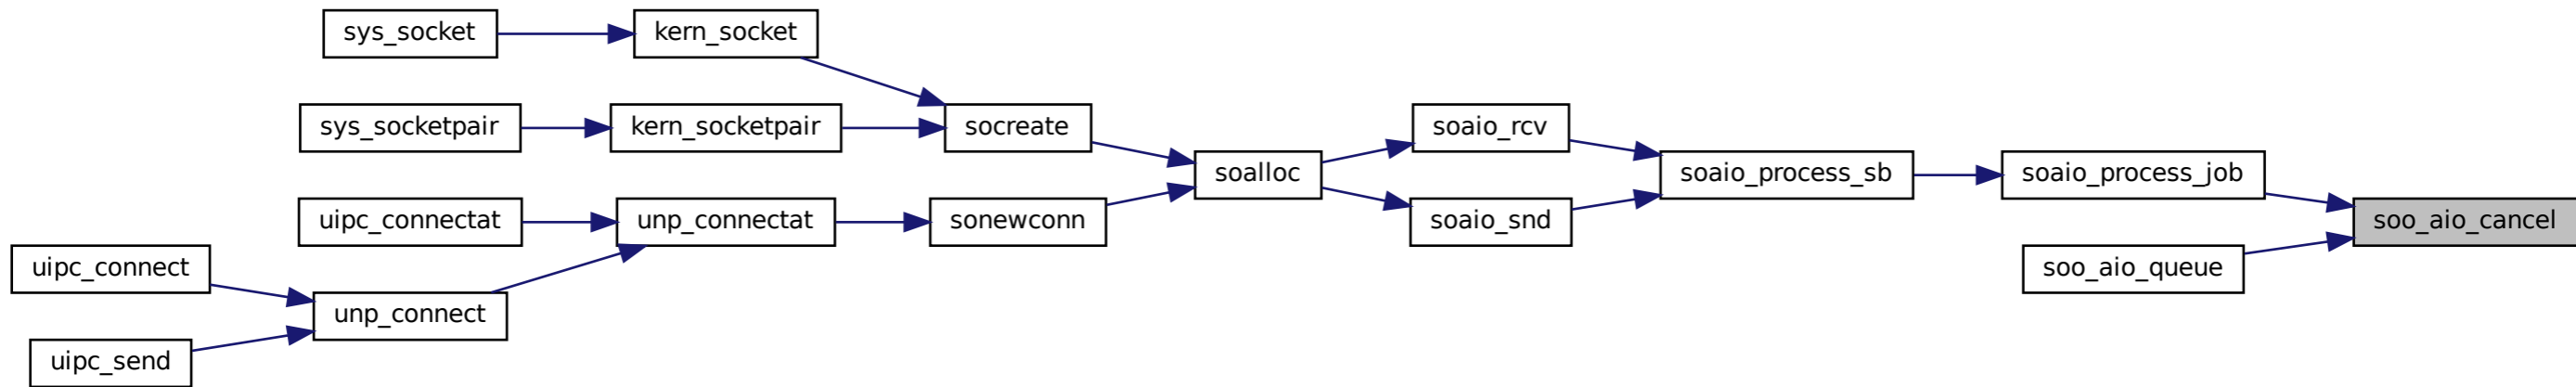 sys_socket
kern_socket
sys_socketpair
kern_socketpair
socreate
soaio_rcv
soalloc
soaio_process_sb
soaio_process_job
uipc_connectat
unp_connectat
sonewconn
soaio_snd
soo_aio_cancel
uipc_connect
soo_aio_queue
unp_connect
uipc_send